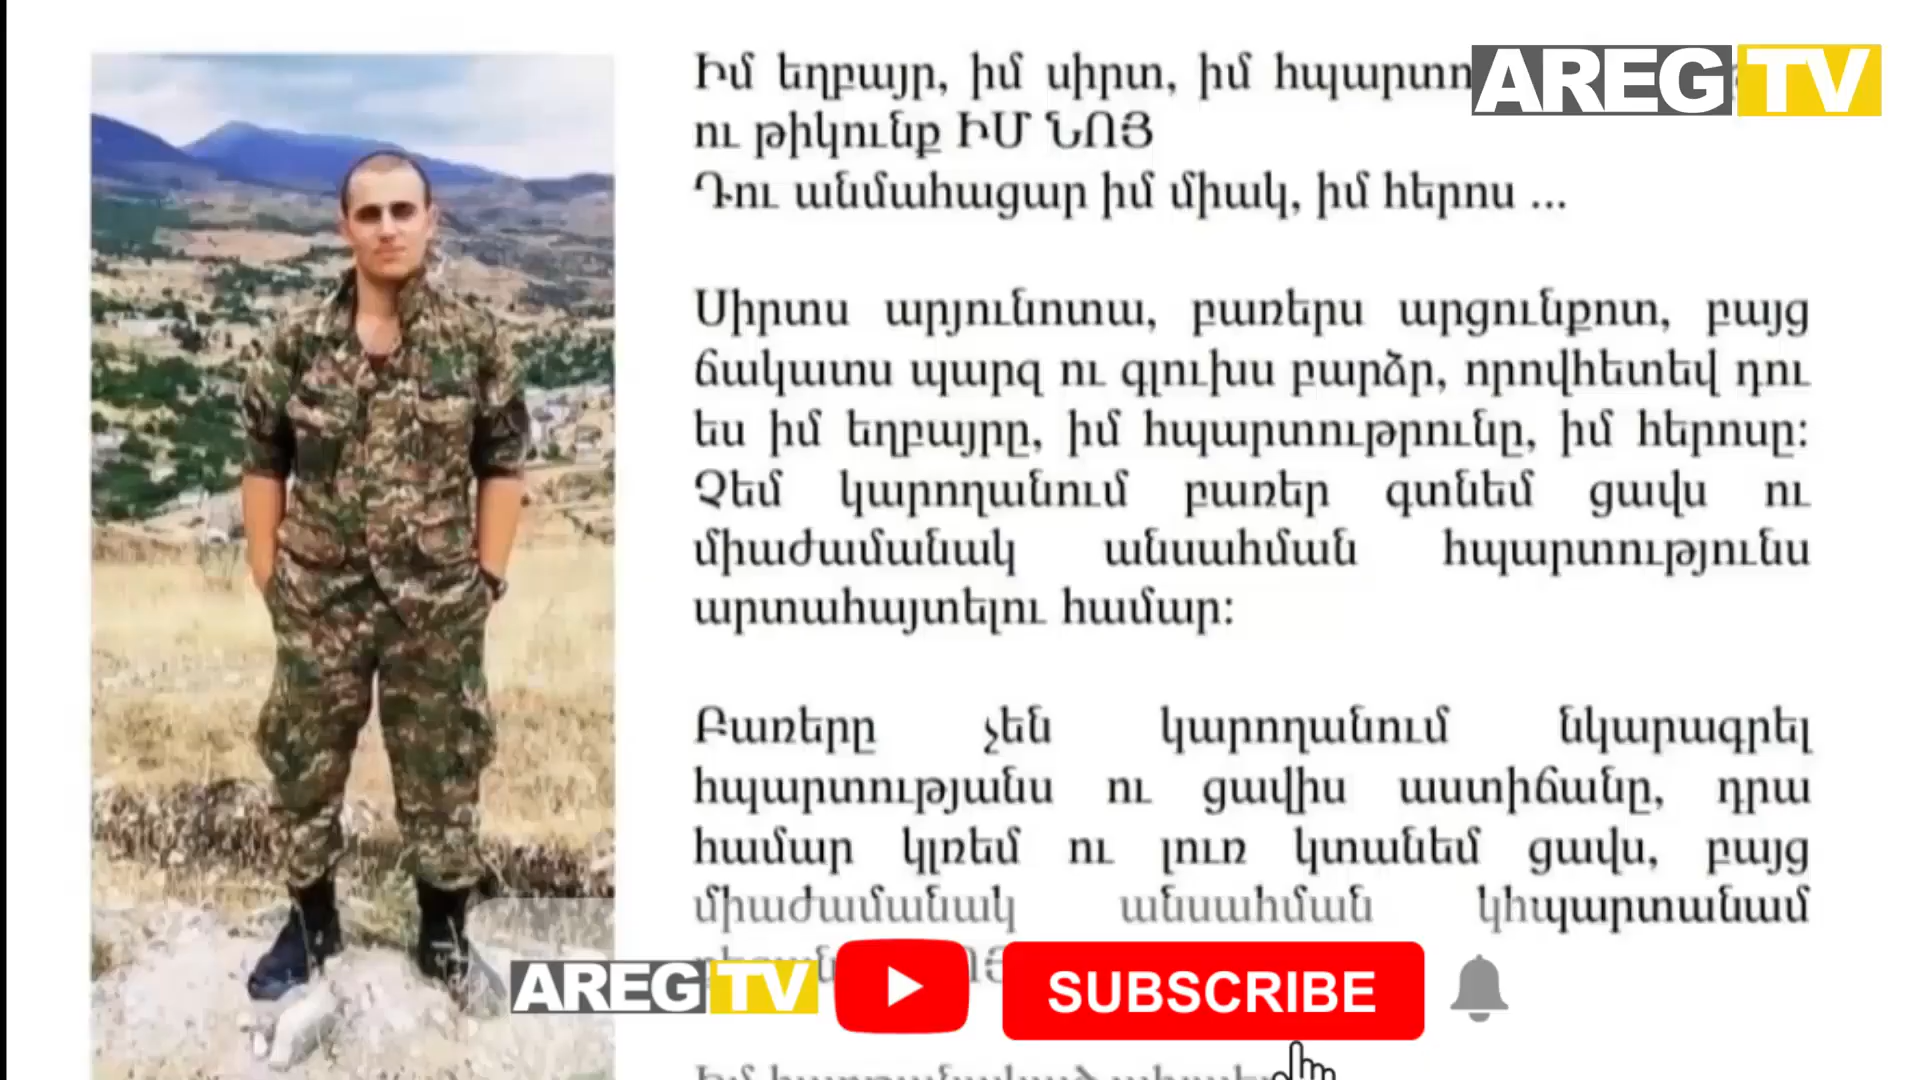 Իմ եղբայր, իմ սիրտ, իմ
AREG TV
ու թիկունք ԻՄ ՆՈՅ
Դու անմահացար իմ միակ, իմ հերոս ...
Սիրտս արյունոտա, բառերս արցունքոտ, բայց
ճակատս պարզ ու գլուխս բարձր, որովհետեվ դու
ես իմ եղբայրը, իմ հպարտութրունը, իմ հերոսը:
Չեմ կարողանում բառեր գտնեմ ցավս ու
միաժամանակ անսահման հպարտությունս
արտահայտելու համար:
Բառերը չեն կարողանում նկարագրել
հպարտությանս ու ցավիս աստիճանը, դրա
համար կլռեմ ու լուռ կտանեմ ցավս, բայց
միաժամանակ անսահման կհպարտանամ
AREG TV
SUBSCRIBE